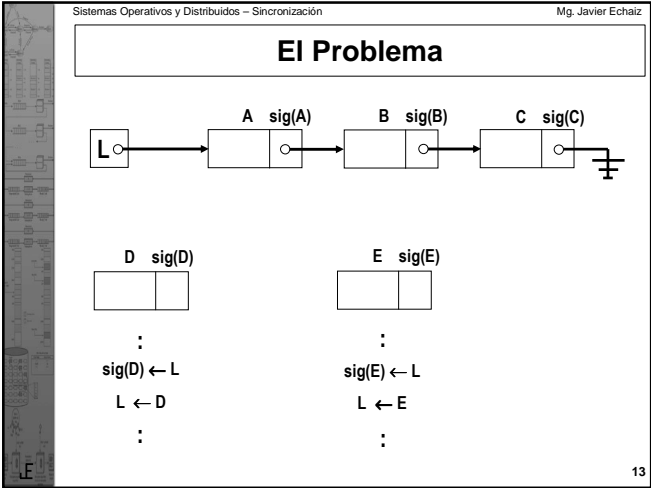 Sistemas Operativos y Distribuidos – Sincronización Mg. Javier Echaiz
El Problema
A sig(A) B sig(B) C sig(C)
L
D sig(D) E sig(E)
: :
sig(D) ← L sig(E) ← L
L ← D L ← E
: :
13